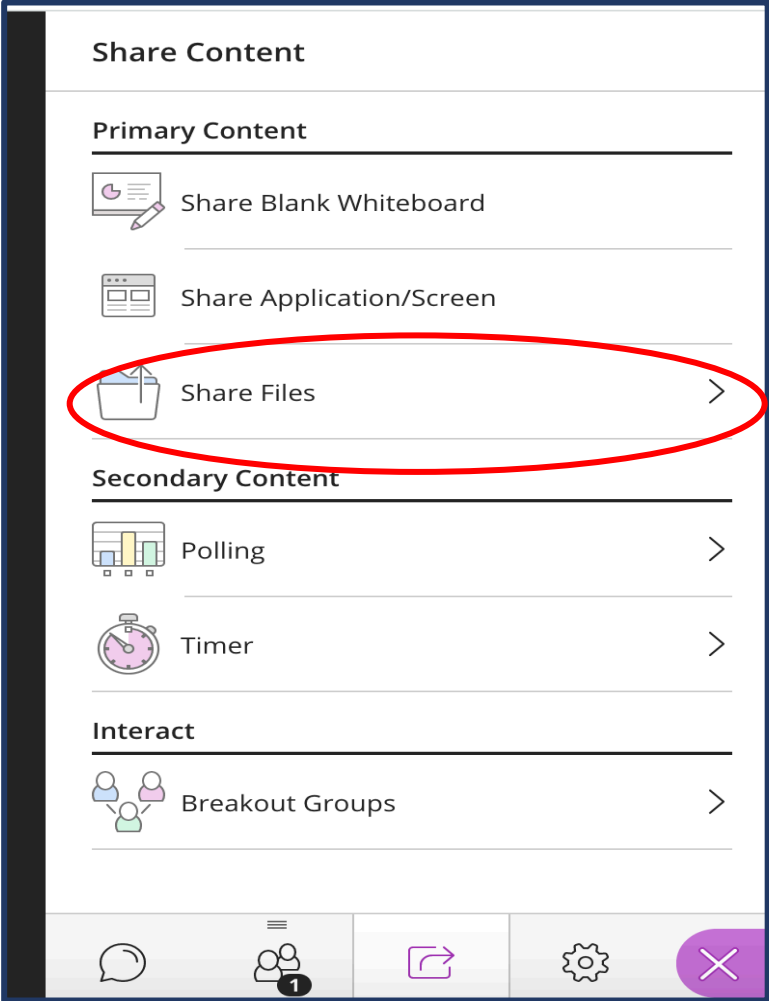 Share Content
Primary Content
Share Blank Whiteboard
Share Application/Screen
Share Files
Secondary Content
Polling
Timer
Interact
Breakout Groups
1